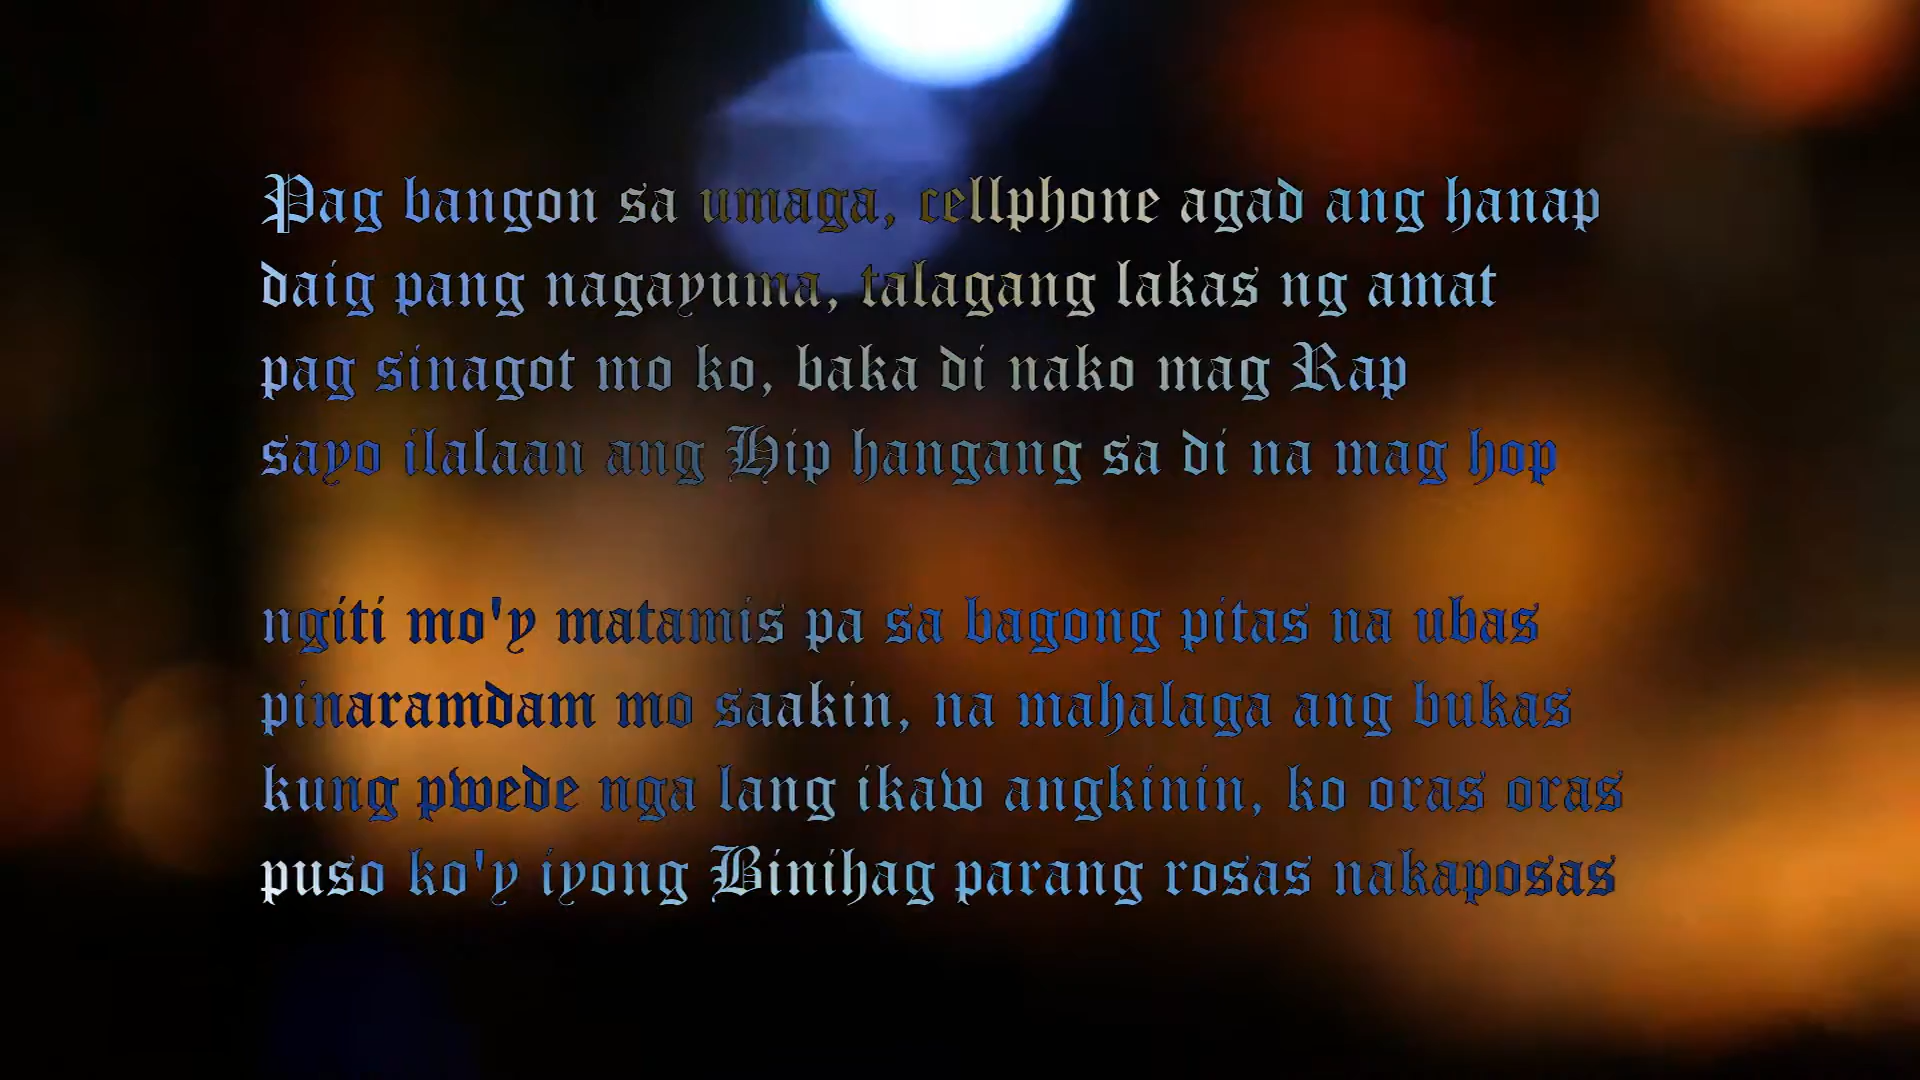 Pag bangon sa umaga, cellphone agad ang hanap
daig pang nagayuma, talagang lakas ng amat
pag sinagot mo ko, baka di nako mag Rap
sayo ilalaan ang Hip hangang sa di na mag hop
ngiti mo'y matamis pa sa bagong pitas na ubas
pinaramdam mo saakin, na mahalaga ang bukas
kung pwede nga lang ikaw angkinin, ko oras oras
puso ko'y iyong Binihag parang rosas nakaposas